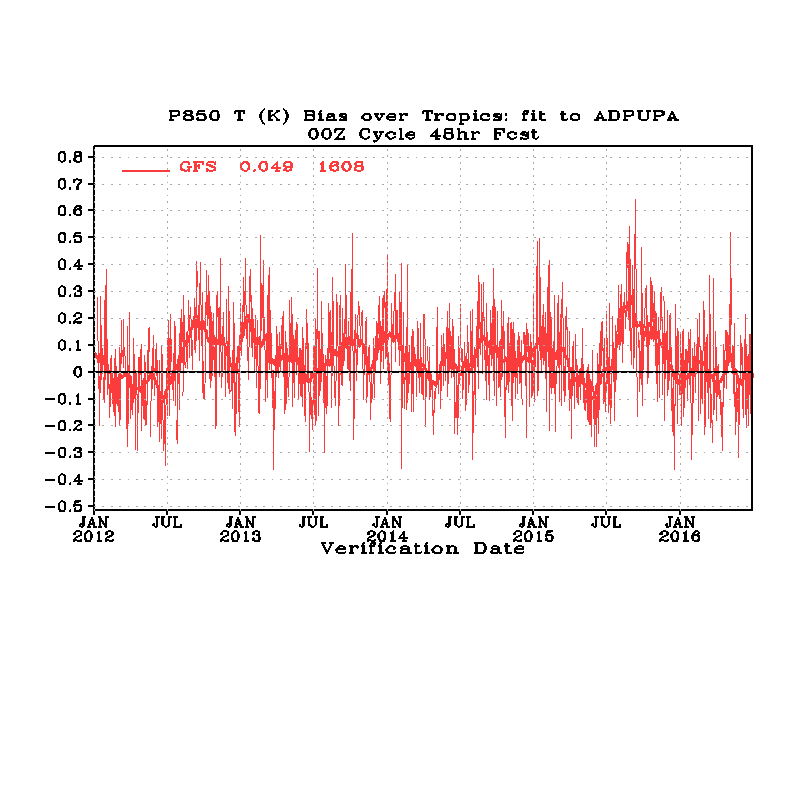 P850 T (K) Bias over Tropics: fit to ADPUPA
00Z Cycle 48hr Fcst
GFS 0.049 1608
0.8
0.7
0.6
0.5
0.4
0.3
0.2
0.1
0
-0.1
-0.2
-0.3
-0.4
-0.5
JAN JUL JAN JUL JAN JUL JAN JUL JAN
2012 2013 2014 2015 2016
Verification Date